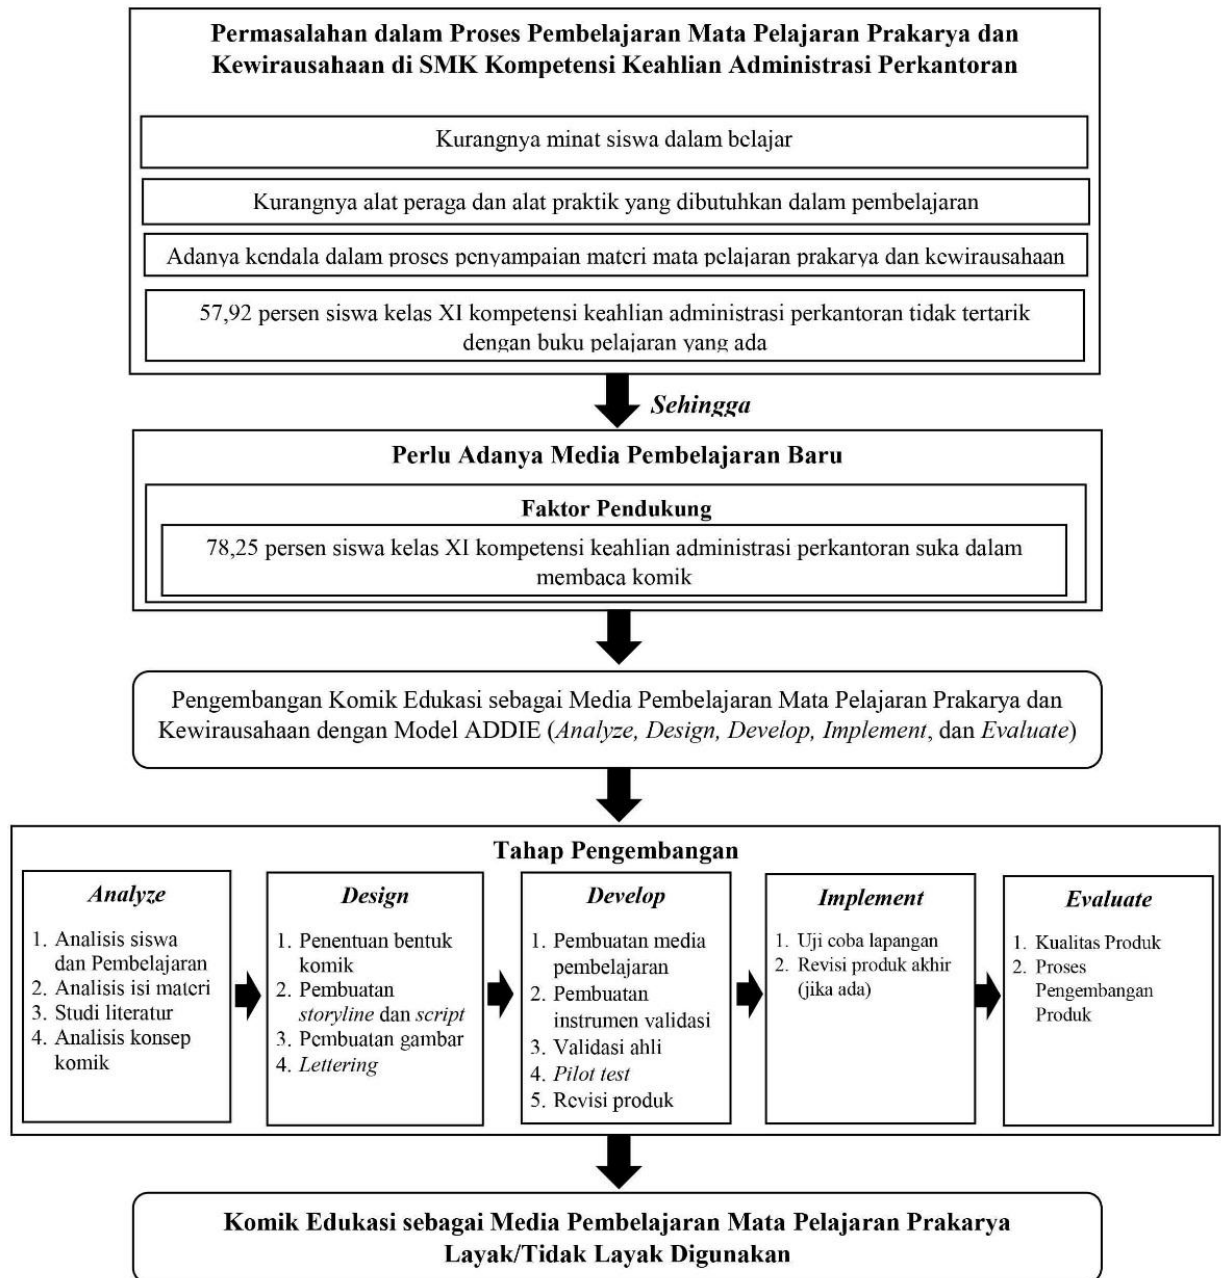 Permasalahan dalam Proses Pembelajaran Mata Pelajaran Prakarya dan
Kewirausahaan di SMK Kompetensi Keahlian Administrasi Perkantoran
Kurangnya minat siswa dalam belajar
Kurangnya alat peraga dan alat praktik yang dibutuhkan dalam pembelajaran
Adanya kendala dalam proses penyampaian materi mata pelajaran prakarya dan kewirausahaan
57,92 persen siswa kelas XI kompetensi keahlian administrasi perkantoran tidak tertarik
dengan buku pelajaran yang ada
Sehingga
Perlu Adanya Media Pembelajaran Baru
Faktor Pendukung
78,25 persen siswa kelas XI kompetensi keahlian administrasi perkantoran suka dalam
membaca komik
Pengembangan Komik Edukasi sebagai Media Pembelajaran Mata Pelajaran Prakarya dan
Kewirausahaan dengan Model ADDIE (Analyze, Design, Develop, Implement, dan Evaluate)
Tahap Pengembangan
Analyze
1. Analisis siswa
dan Pembelajaran
2. Analisis isi materi
3. Studi literatur
4. Analisis konsep
komik
Design
1. Penentuan bentuk
komik
2. Pembuatan
storyline dan script
3. Pembuatan gambar
4. Lettering
Develop
1. Pembuatan media
pembelajaran
2. Pembuatan
instrumen validasi
3. Validasi ahli
4. Pilot test
5. Revisi produk
Implement
1. Uji coba lapangan
2. Revisi produk akhir
(jika ada)
Evaluate
1. Kualitas Produk
2. Proses
Pengembangan
Produk
Komik Edukasi sebagai Media Pembelajaran Mata Pelajaran Prakarya
Layak/Tidak Layak Digunakan